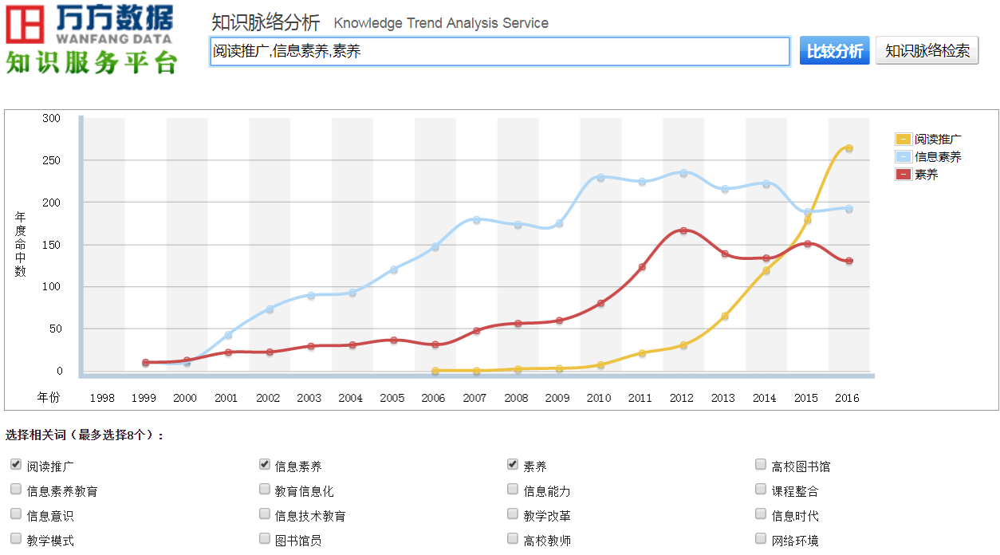 万方数据
WANFANG DATA
知识服务平台
知识脉络分析 Knowledge Trend Analysis Service
阅读推广,信息素养,素养
比较分析 知识脉络检索
300
250
200
150
100
50
0
年度命中数
阅读推广
信息素养
素养
年份 1998 1999 2000 2001 2002 2003 2004 2005 2006 2007 2008 2009 2010 2011 2012 2013 2014 2015 2016
选择相关词（最多选择8个）：
阅读推广 信息素养 素养 高校图书馆
信息素养教育 教育信息化 信息能力 课程整合
信息意识 信息技术教育 教学改革 信息时代
教学模式 图书馆员 高校教师 网络环境